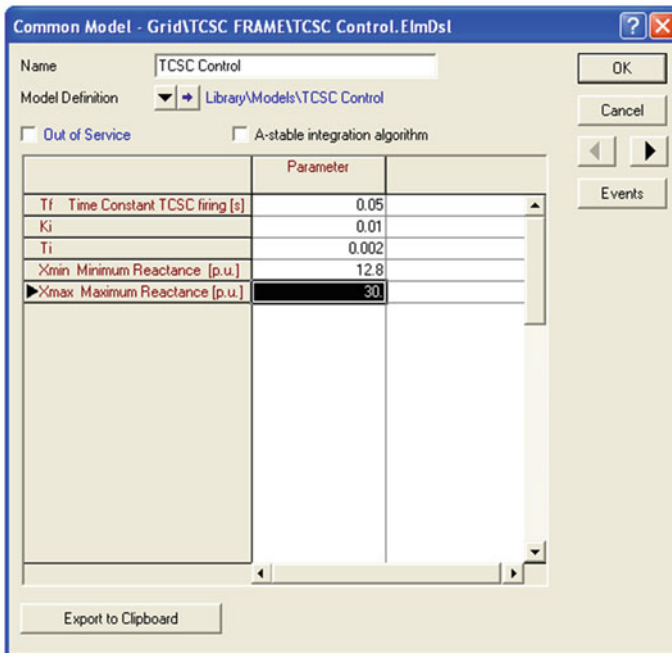 Common Model - Grid\TCSC FRAME\TCSC Control.ElmDsl
Name TCSC Control
Model Definition Library\Models\TCSC Control
Out of Service A-stable integration algorithm
Parameter
Tf Time Constant TCSC firing [s] 0.05
Ki 0.01
Ti 0.002
Xmin Minimum Reactance [p.u.] 12.8
Xmax Maximum Reactance [p.u.] 30.
Export to Clipboard
OK
Cancel
Events